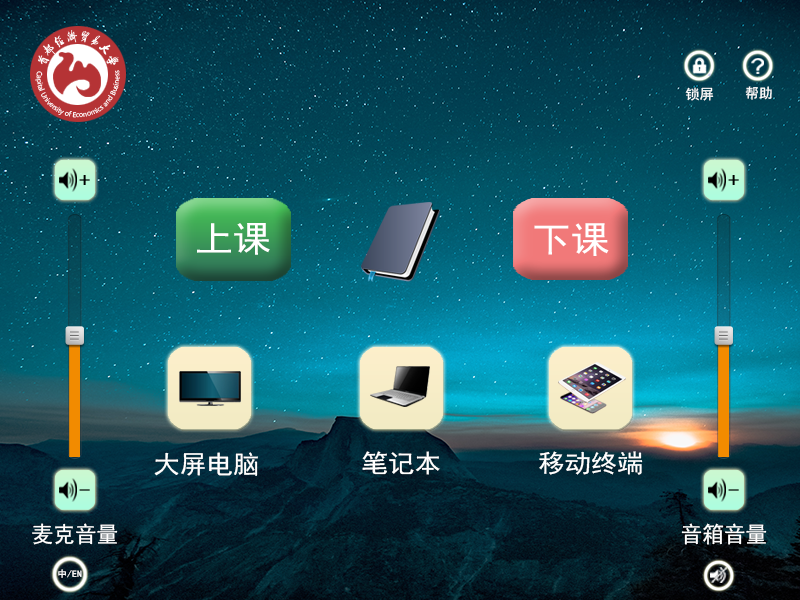 首都经济贸易大学
Capital University of Economics and Business
锁屏
帮助
上课
下课
大屏电脑
笔记本
移动终端
麦克音量
音箱音量
中/EN